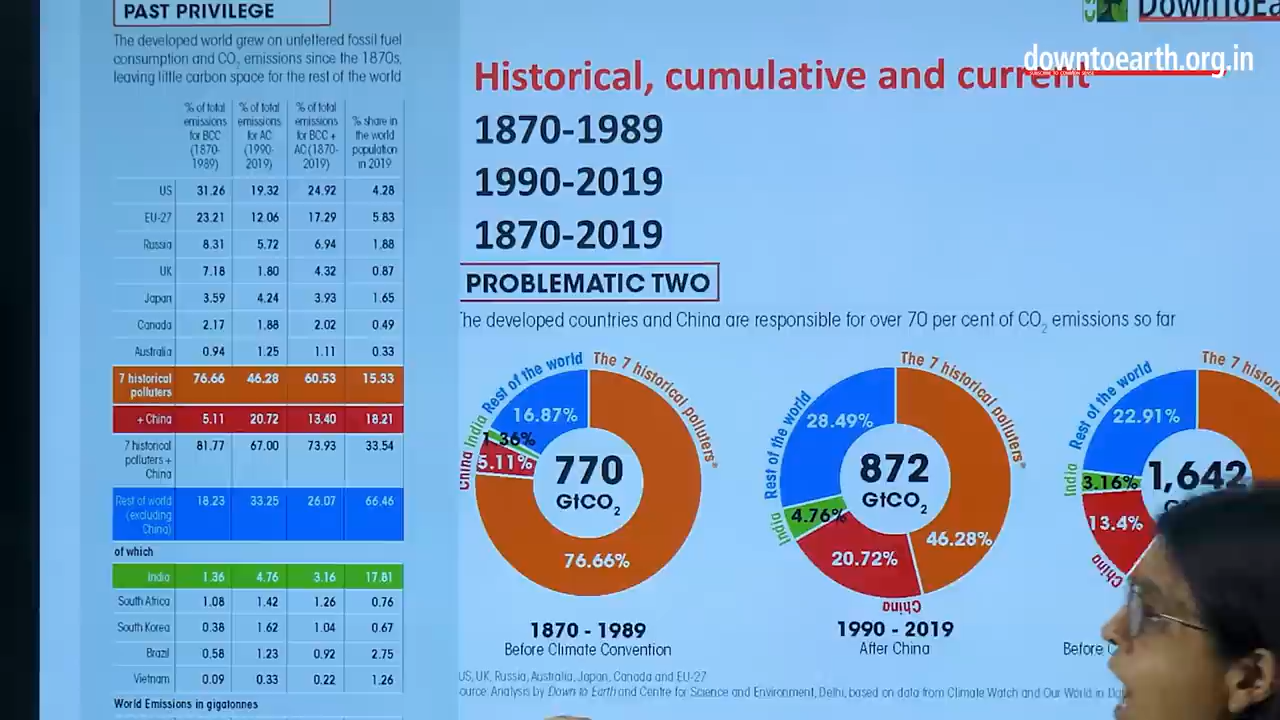 PAST PRIVILEGE
The developed world grew on unfettered fossil fuel
consumption and CO₂ emissions since the 1870s,
leaving little carbon space for the rest of the world
% of total emissions for BCC (1870-1989) % of total emissions for AC (1990-2019) % of total emissions for BCC + AC (1870-2019) % share in the world population in 2019
US 31.26 19.32 24.92 4.28
EU-27 23.21 12.06 17.29 5.83
Russia 8.31 5.72 6.94 1.88
UK 7.18 1.80 4.32 0.87
Japan 3.59 4.24 3.93 1.65
Canada 2.17 1.88 2.02 0.49
Australia 0.94 1.25 1.11 0.33
7 historical polluters 76.66 46.28 60.53 15.33
+ China 5.11 20.72 13.40 18.21
7 historical polluters + China 81.77 67.00 73.93 33.54
Rest of world (excluding China) 18.23 33.25 26.07 66.46
of which
India 1.36 4.76 3.16 17.81
South Africa 1.08 1.42 1.26 0.76
South Korea 0.38 1.62 1.04 0.67
Brazil 0.58 1.23 0.92 2.75
Vietnam 0.09 0.33 0.22 1.26
World Emissions in gigatonnes
DownToEa
downtoearth.org.in
SUBSCRIBE TO COMMON SENSE
Historical, cumulative and current
1870-1989
1990-2019
1870-2019
PROBLEMATIC TWO
The developed countries and China are responsible for over 70 per cent of CO₂ emissions so far
Rest of the world
The 7 historical polluters*
16.87%
India
1.36%
China
5.11%
770
GtCO₂
76.66%
1870 - 1989
Before Climate Convention
Rest of the world
The 7 historical polluters*
28.49%
India
4.76%
872
GtCO₂
46.28%
20.72%
China
1990 - 2019
After China
Rest of the world
The 7 histor
22.91%
India
3.16%
1,642
13.4%
China
Before C
US, UK, Russia, Australia, Japan, Canada and EU-27
ource: Analysis by Down to Earth and Centre for Science and Environment, Delhi, based on data from Climate Watch and Our World in Da